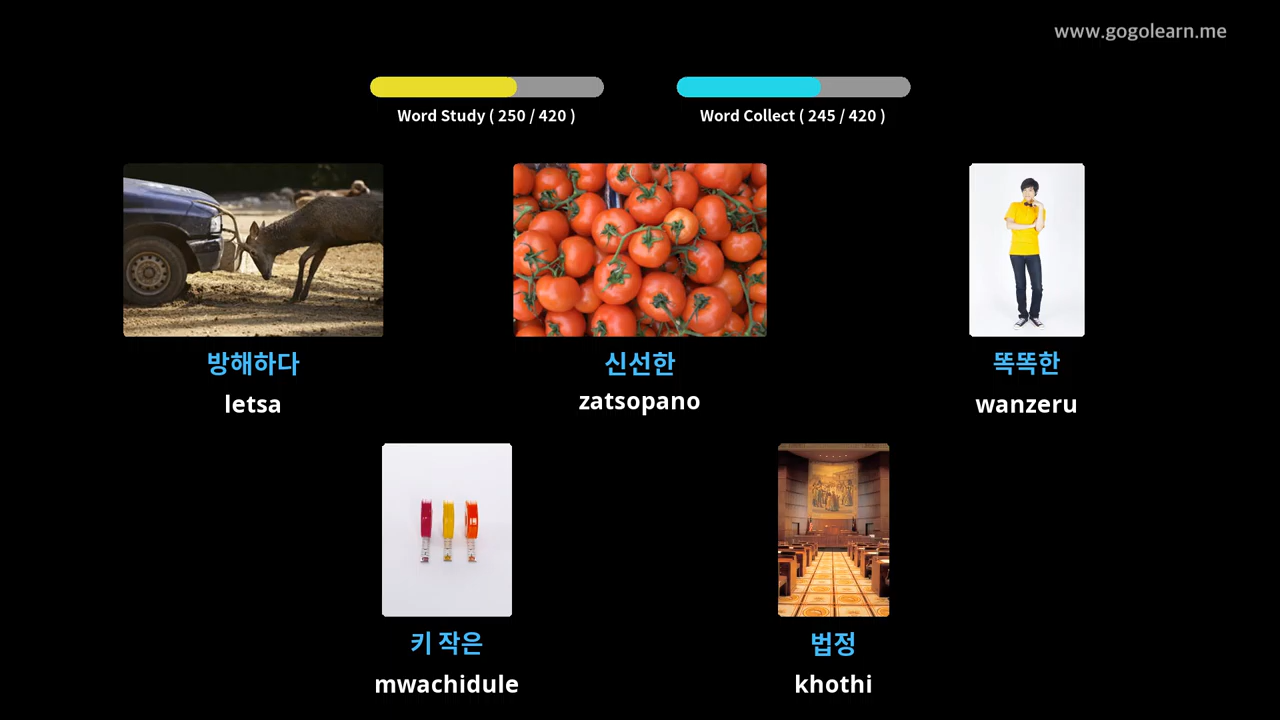 www.gogolearn.me
Word Study ( 250 / 420 )
Word Collect ( 245 / 420 )
방해하다
letsa
신선한
zatsopano
똑똑한
wanzeru
키 작은
mwachidule
법정
khothi